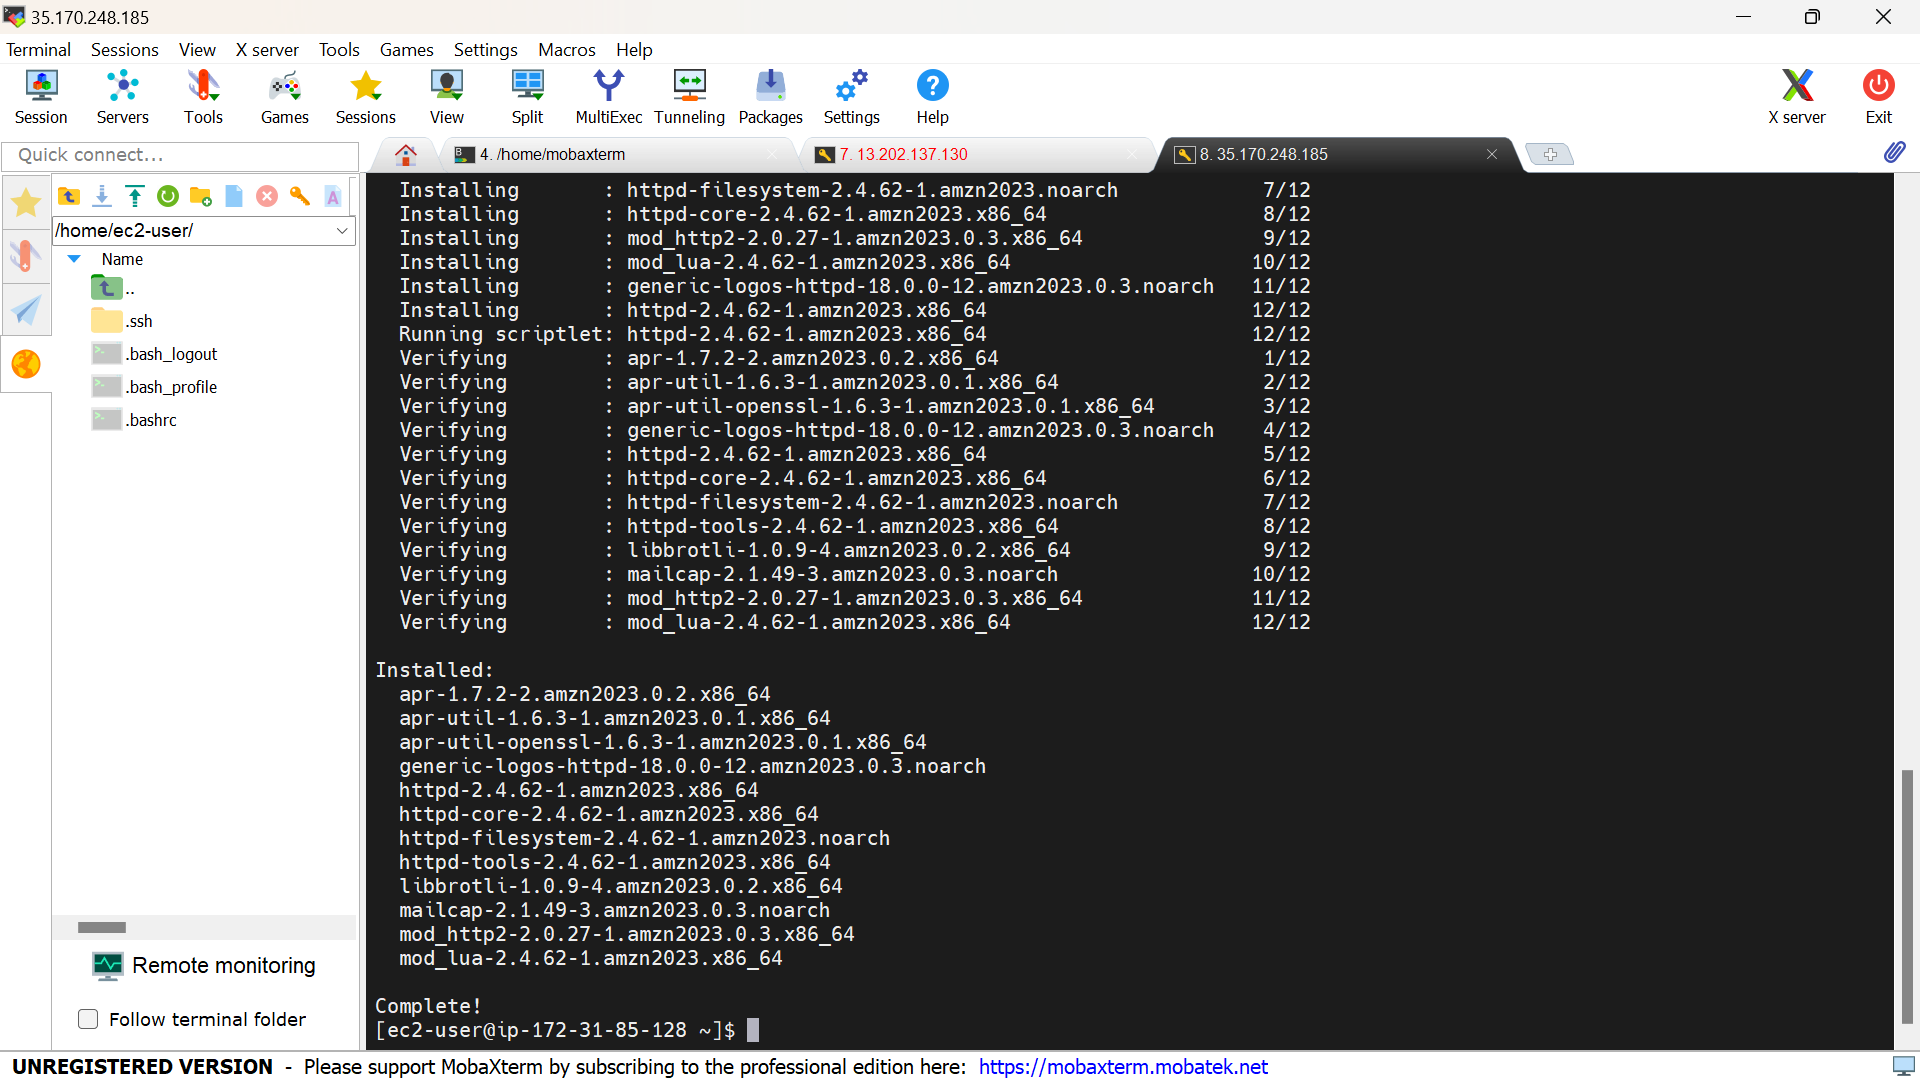 35.170.248.185
Terminal Sessions View X server Tools Games Settings Macros Help
Session Servers Tools Games Sessions View Split MultiExec Tunneling Packages Settings Help X server Exit
Quick connect...
4. /home/mobaxterm
7. 13.202.137.130
8. 35.170.248.185
/home/ec2-user/
Name
..
.ssh
.bash_logout
.bash_profile
.bashrc
Remote monitoring
Follow terminal folder
Installing : httpd-filesystem-2.4.62-1.amzn2023.noarch 7/12
Installing : httpd-core-2.4.62-1.amzn2023.x86_64 8/12
Installing : mod_http2-2.0.27-1.amzn2023.0.3.x86_64 9/12
Installing : mod_lua-2.4.62-1.amzn2023.x86_64 10/12
Installing : generic-logos-httpd-18.0.0-12.amzn2023.0.3.noarch 11/12
Installing : httpd-2.4.62-1.amzn2023.x86_64 12/12
Running scriptlet: httpd-2.4.62-1.amzn2023.x86_64 12/12
Verifying : apr-1.7.2-2.amzn2023.0.2.x86_64 1/12
Verifying : apr-util-1.6.3-1.amzn2023.0.1.x86_64 2/12
Verifying : apr-util-openssl-1.6.3-1.amzn2023.0.1.x86_64 3/12
Verifying : generic-logos-httpd-18.0.0-12.amzn2023.0.3.noarch 4/12
Verifying : httpd-2.4.62-1.amzn2023.x86_64 5/12
Verifying : httpd-core-2.4.62-1.amzn2023.x86_64 6/12
Verifying : httpd-filesystem-2.4.62-1.amzn2023.noarch 7/12
Verifying : httpd-tools-2.4.62-1.amzn2023.x86_64 8/12
Verifying : libbrotli-1.0.9-4.amzn2023.0.2.x86_64 9/12
Verifying : mailcap-2.1.49-3.amzn2023.0.3.noarch 10/12
Verifying : mod_http2-2.0.27-1.amzn2023.0.3.x86_64 11/12
Verifying : mod_lua-2.4.62-1.amzn2023.x86_64 12/12
Installed:
apr-1.7.2-2.amzn2023.0.2.x86_64
apr-util-1.6.3-1.amzn2023.0.1.x86_64
apr-util-openssl-1.6.3-1.amzn2023.0.1.x86_64
generic-logos-httpd-18.0.0-12.amzn2023.0.3.noarch
httpd-2.4.62-1.amzn2023.x86_64
httpd-core-2.4.62-1.amzn2023.x86_64
httpd-filesystem-2.4.62-1.amzn2023.noarch
httpd-tools-2.4.62-1.amzn2023.x86_64
libbrotli-1.0.9-4.amzn2023.0.2.x86_64
mailcap-2.1.49-3.amzn2023.0.3.noarch
mod_http2-2.0.27-1.amzn2023.0.3.x86_64
mod_lua-2.4.62-1.amzn2023.x86_64
Complete!
[ec2-user@ip-172-31-85-128 ~]$
UNREGISTERED VERSION - Please support MobaXterm by subscribing to the professional edition here: https://mobaxterm.mobatek.net